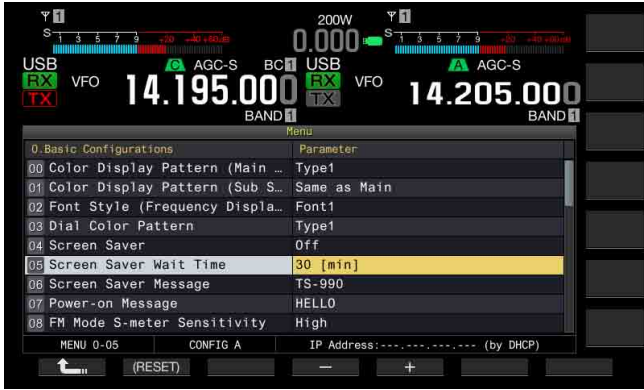 1 200W 1
S 1 3 5 7 9 +20 +40 +60dB 0.000 S 1 3 5 7 9 +20 +40 +60dB
USB C AGC-S BC 1 USB A AGC-S
RX VFO 14.195.000 RX VFO 14.205.000
TX BAND 1 TX BAND 1
Menu
0.Basic Configurations Parameter
00 Color Display Pattern (Main … Type1
01 Color Display Pattern (Sub S… Same as Main
02 Font Style (Frequency Displa… Font1
03 Dial Color Pattern Type1
04 Screen Saver Off
05 Screen Saver Wait Time 30 [min]
06 Screen Saver Message TS-990
07 Power-on Message HELLO
08 FM Mode S-meter Sensitivity High
MENU 0-05 CONFIG A IP Address:---.---.---.--- (by DHCP)
(RESET) − +